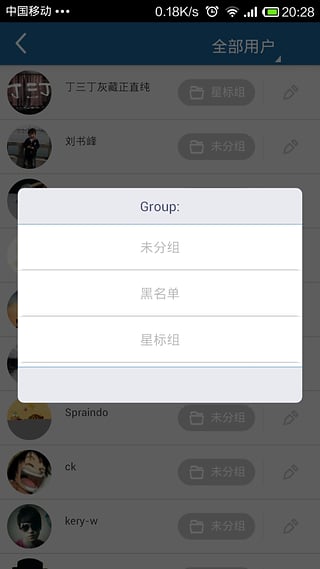 中国移动 ••• 0.18K/s 20:28
全部用户
丁三丁灰藏正直纯 星标组
刘书峰 未分组
Group:
未分组
黑名单
星标组
Spraindo 未分组
ck 未分组
kery-w 未分组